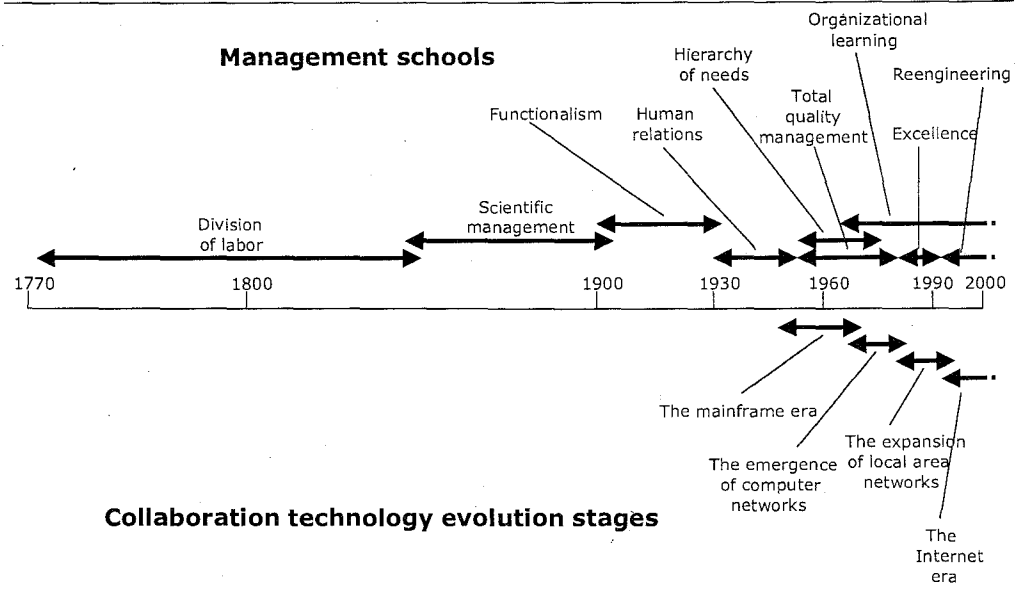 Management schools
Organizational
learning
Hierarchy
of needs
Reengineering
Total
quality
management
Functionalism
Human
relations
Excellence
Scientific
management
Division
of labor
1770
1800
1900
1930
1960
1990
2000
The mainframe era
The emergence
of computer
networks
The expansion
of local area
networks
Collaboration technology evolution stages
The
Internet
era